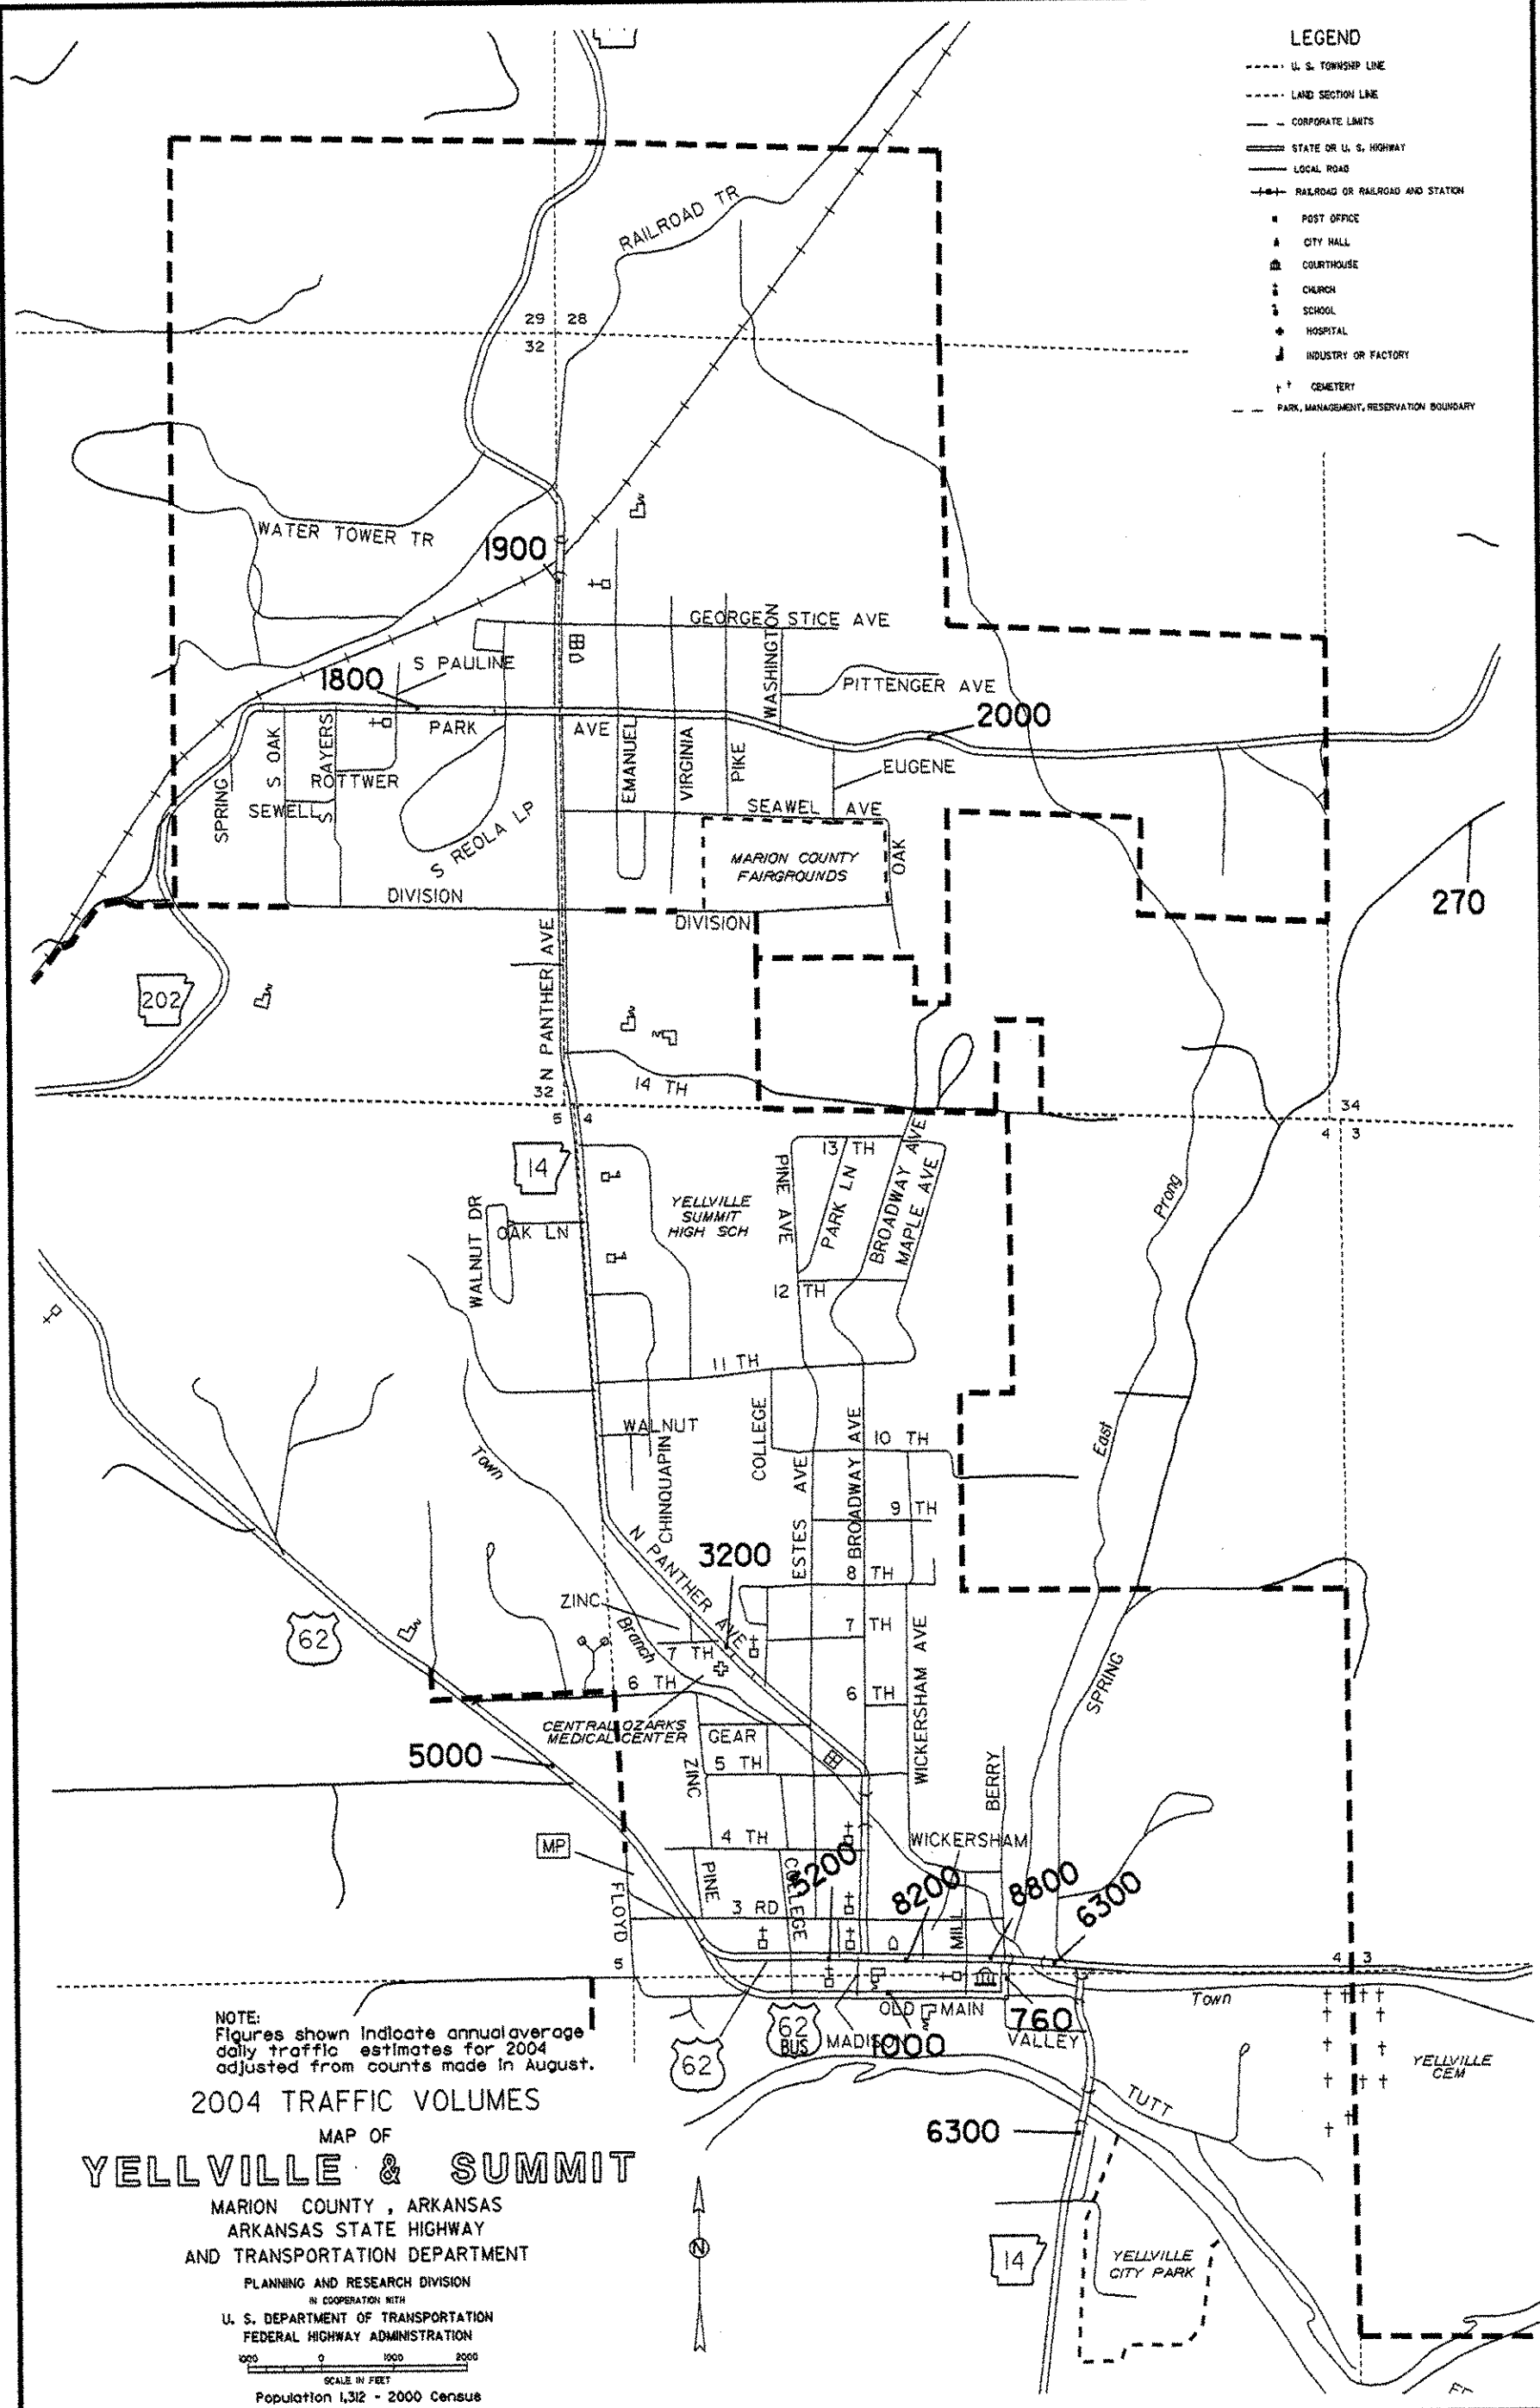 LEGEND
U. S. TOWNSHIP LINE
LAND SECTION LINE
CORPORATE LIMITS
STATE OR U. S. HIGHWAY
LOCAL ROAD
RAILROAD OR RAILROAD AND STATION
POST OFFICE
CITY HALL
COURTHOUSE
CHURCH
SCHOOL
HOSPITAL
INDUSTRY OR FACTORY
CEMETERY
PARK, MANAGEMENT, RESERVATION BOUNDARY
RAILROAD TR
29 28
32
WATER TOWER TR
1900
GEORGE STICE AVE
WASHINGTON
S PAULINE
1800
PITTENGER AVE
2000
PARK AVE
S OAK
S AYERS
EMANUEL
VIRGINIA
PIKE
EUGENE
ROTTWER
SPRING
SEWELL
SEAWEL AVE
S REOLA LP
MARION COUNTY
FAIRGROUNDS
OAK
270
DIVISION
DIVISION
N PANTHER AVE
202
14 TH
32
5 4
34
4 3
14
13 TH
PINE AVE
PARK LN
BROADWAY AVE
MAPLE AVE
YELLVILLE
SUMMIT
HIGH SCH
WALNUT DR
OAK LN
Prong
12 TH
11 TH
WALNUT
CHINQUAPIN
COLLEGE
ESTES AVE
BROADWAY AVE
10 TH
East
Town
9 TH
N PANTHER AVE
3200
8 TH
ZINC
Branch
7 TH
7 TH
62
6 TH
6 TH
WICKERSHAM AVE
SPRING
CENTRAL OZARKS
MEDICAL CENTER
GEAR
5000
ZINC
5 TH
BERRY
4 TH
MP
WICKERSHAM
PINE
COLLEGE
5200
8200
8800
6300
FLOYD
3 RD
MILL
5
4 3
OLD MAIN
760
Town
62
BUS
MADISON
1000
VALLEY
62
YELLVILLE
CEM
TUTT
6300
14
YELLVILLE
CITY PARK
NOTE:
Figures shown indicate annual average
daily traffic estimates for 2004
adjusted from counts made in August.
2004 TRAFFIC VOLUMES
MAP OF
YELLVILLE & SUMMIT
MARION COUNTY , ARKANSAS
ARKANSAS STATE HIGHWAY
AND TRANSPORTATION DEPARTMENT
PLANNING AND RESEARCH DIVISION
IN COOPERATION WITH
U. S. DEPARTMENT OF TRANSPORTATION
FEDERAL HIGHWAY ADMINISTRATION
1000 0 1000 2000
SCALE IN FEET
Population 1,312 - 2000 Census
N